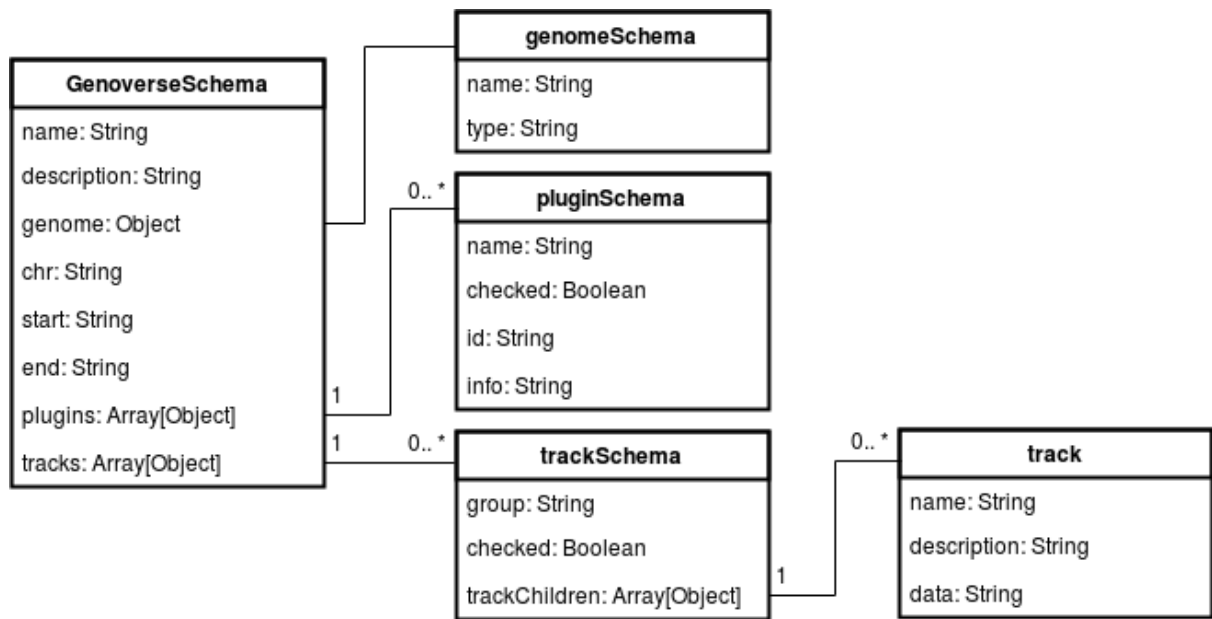 GenoverseSchema
name: String
description: String
genome: Object
chr: String
start: String
end: String
plugins: Array[Object]
tracks: Array[Object]
1
1
genomeSchema
name: String
type: String
0.. *
pluginSchema
name: String
checked: Boolean
id: String
info: String
0.. *
trackSchema
group: String
checked: Boolean
trackChildren: Array[Object]
1
0.. *
track
name: String
description: String
data: String